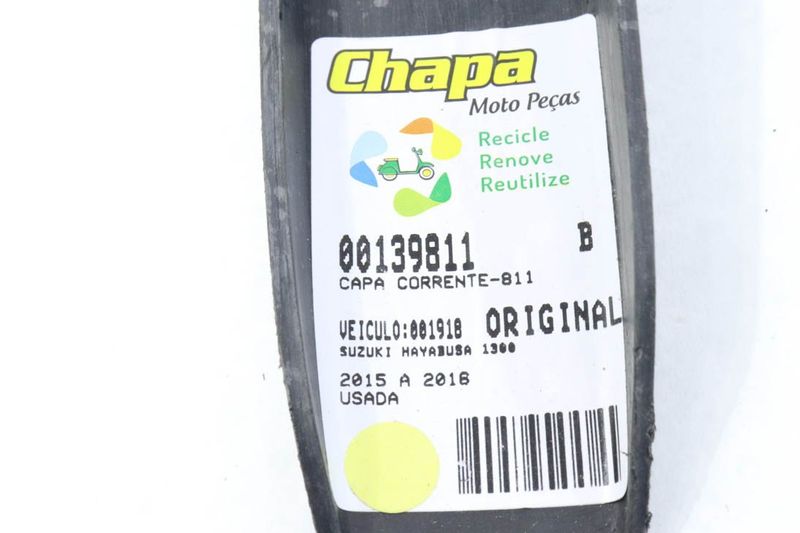 Chapa
Moto Peças
Recicle
Renove
Reutilize
00139811 B
CAPA CORRENTE-811
VEICULO:001918 ORIGINAL
SUZUKI HAYABUSA 1300
2015 A 2016
USADA